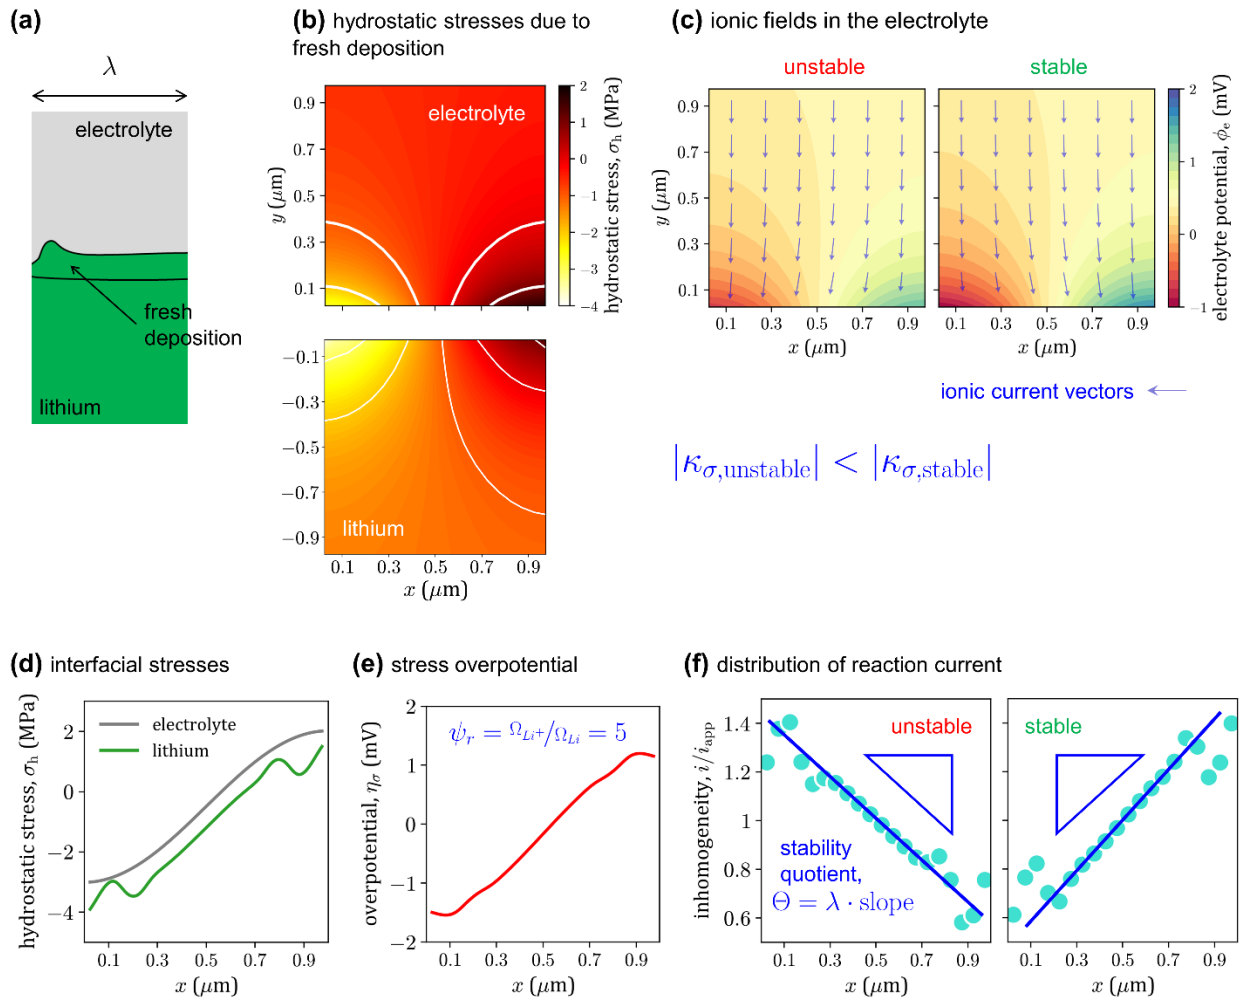 (a)
λ
electrolyte
fresh
deposition
lithium
(b) hydrostatic stresses due to
fresh deposition
electrolyte
0.9
0.7
0.5
0.3
0.1
y (μm)
2
1
0
−1
−2
−3
−4
hydrostatic stress, σh (MPa)
−0.1
−0.3
−0.5
−0.7
−0.9
lithium
0.1 0.3 0.5 0.7 0.9
x (μm)
(c) ionic fields in the electrolyte
unstable
stable
0.9
0.7
0.5
0.3
0.1
y (μm)
0.1 0.3 0.5 0.7 0.9
x (μm)
0.1 0.3 0.5 0.7 0.9
x (μm)
2
1
0
−1
electrolyte potential, ϕe (mV)
ionic current vectors
|κσ,unstable| < |κσ,stable|
(d) interfacial stresses
electrolyte
lithium
2
0
−2
−4
hydrostatic stress, σh (MPa)
0.1 0.3 0.5 0.7 0.9
x (μm)
(e) stress overpotential
ψr = ΩLi+/ΩLi = 5
2
1
0
−1
−2
overpotential, ησ (mV)
0.1 0.3 0.5 0.7 0.9
x (μm)
(f) distribution of reaction current
unstable
stable
1.4
1.2
1
0.8
0.6
inhomogeneity, i/iapp
stability
quotient,
Θ = λ · slope
0.1 0.3 0.5 0.7 0.9
x (μm)
0.1 0.3 0.5 0.7 0.9
x (μm)